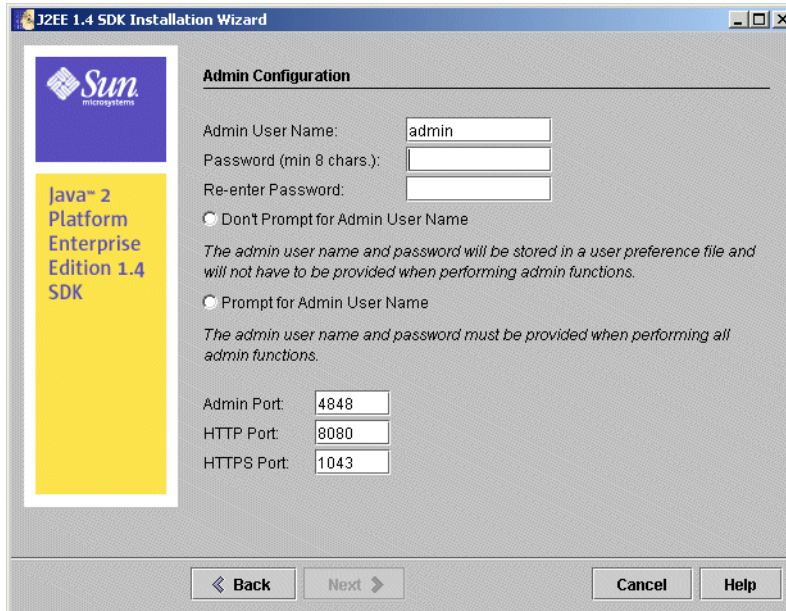 J2EE 1.4 SDK Installation Wizard
Sun
microsystems
Java™ 2
Platform
Enterprise
Edition 1.4
SDK
Admin Configuration
Admin User Name: admin
Password (min 8 chars.):
Re-enter Password:
Don't Prompt for Admin User Name
The admin user name and password will be stored in a user preference file and
will not have to be provided when performing admin functions.
Prompt for Admin User Name
The admin user name and password must be provided when performing all
admin functions.
Admin Port: 4848
HTTP Port: 8080
HTTPS Port: 1043
Back Next Cancel Help